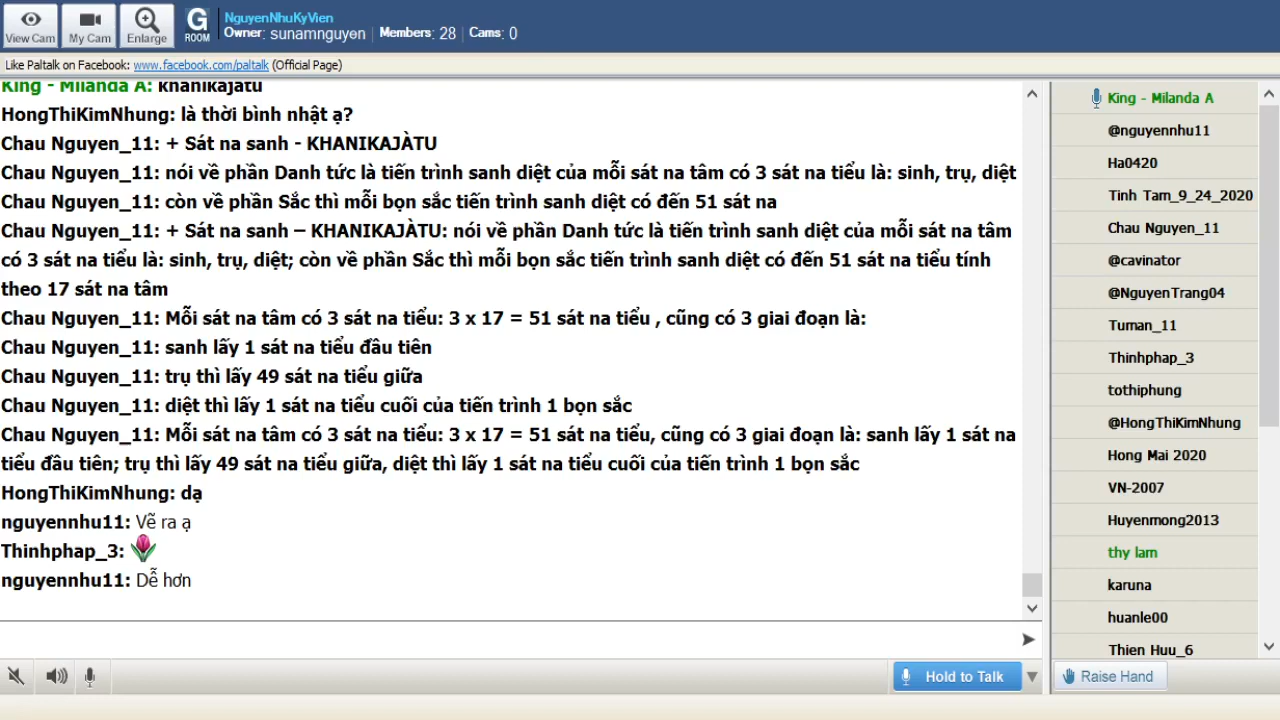 View Cam
My Cam
Enlarge
G
ROOM
NguyenNhuKyVien
Owner: sunamnguyen
Members: 28
Cams: 0
Like Paltalk on Facebook: www.facebook.com/paltalk (Official Page)
King - Milanda A: khanikajatu
HongThiKimNhung: là thời bình nhật ạ?
Chau Nguyen_11: + Sát na sanh - KHANIKAJÀTU
Chau Nguyen_11: nói về phần Danh tức là tiến trình sanh diệt của mỗi sát na tâm có 3 sát na tiểu là: sinh, trụ, diệt
Chau Nguyen_11: còn về phần Sắc thì mỗi bọn sắc tiến trình sanh diệt có đến 51 sát na
Chau Nguyen_11: + Sát na sanh – KHANIKAJÀTU: nói về phần Danh tức là tiến trình sanh diệt của mỗi sát na tâm
có 3 sát na tiểu là: sinh, trụ, diệt; còn về phần Sắc thì mỗi bọn sắc tiến trình sanh diệt có đến 51 sát na tiểu tính
theo 17 sát na tâm
Chau Nguyen_11: Mỗi sát na tâm có 3 sát na tiểu: 3 x 17 = 51 sát na tiểu , cũng có 3 giai đoạn là:
Chau Nguyen_11: sanh lấy 1 sát na tiểu đầu tiên
Chau Nguyen_11: trụ thì lấy 49 sát na tiểu giữa
Chau Nguyen_11: diệt thì lấy 1 sát na tiểu cuối của tiến trình 1 bọn sắc
Chau Nguyen_11: Mỗi sát na tâm có 3 sát na tiểu: 3 x 17 = 51 sát na tiểu, cũng có 3 giai đoạn là: sanh lấy 1 sát na
tiểu đầu tiên; trụ thì lấy 49 sát na tiểu giữa, diệt thì lấy 1 sát na tiểu cuối của tiến trình 1 bọn sắc
HongThiKimNhung: dạ
nguyennhu11: Vẽ ra ạ
Thinhphap_3:
nguyennhu11: Dễ hơn
Hold to Talk
King - Milanda A
@nguyennhu11
Ha0420
Tinh Tam_9_24_2020
Chau Nguyen_11
@cavinator
@NguyenTrang04
Tuman_11
Thinhphap_3
tothiphung
@HongThiKimNhung
Hong Mai 2020
VN-2007
Huyenmong2013
thy lam
karuna
huanle00
Thien Huu_6
Raise Hand